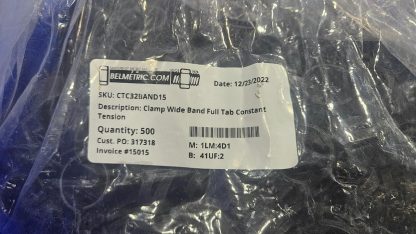 BELMETRIC.COM
Date: 12/23/2022
SKU: CTC32BAND15
Description: Clamp Wide Band Full Tab Constant
Tension
Quantity: 500
Cust. PO: 317318
Invoice #15015
M: 1LM:4D1
B: 41UF:2